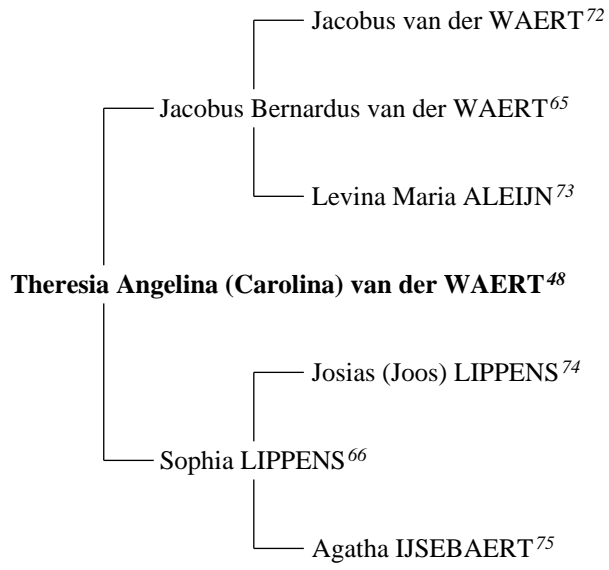 Jacobus van der WAERT72
Jacobus Bernardus van der WAERT65
Levina Maria ALEIJN73
Theresia Angelina (Carolina) van der WAERT48
Josias (Joos) LIPPENS74
Sophia LIPPENS66
Agatha IJSEBAERT75